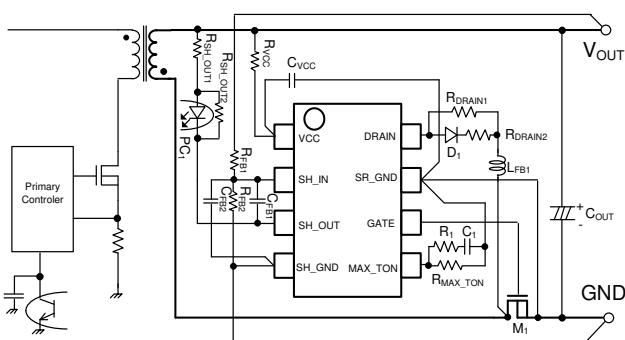 R_SH_OUT1
R_SH_OUT2
R_VCC
C_VCC
V_OUT
PC_1
VCC
DRAIN
R_DRAIN1
R_DRAIN2
D_1
L_FB1
R_FB1
R_FB2
C_FB2
C_FB1
SH_IN
SR_GND
SH_OUT
GATE
SH_GND
MAX_TON
R_1
C_1
R_MAX_TON
Primary
Controler
+
C_OUT
-
GND
M_1